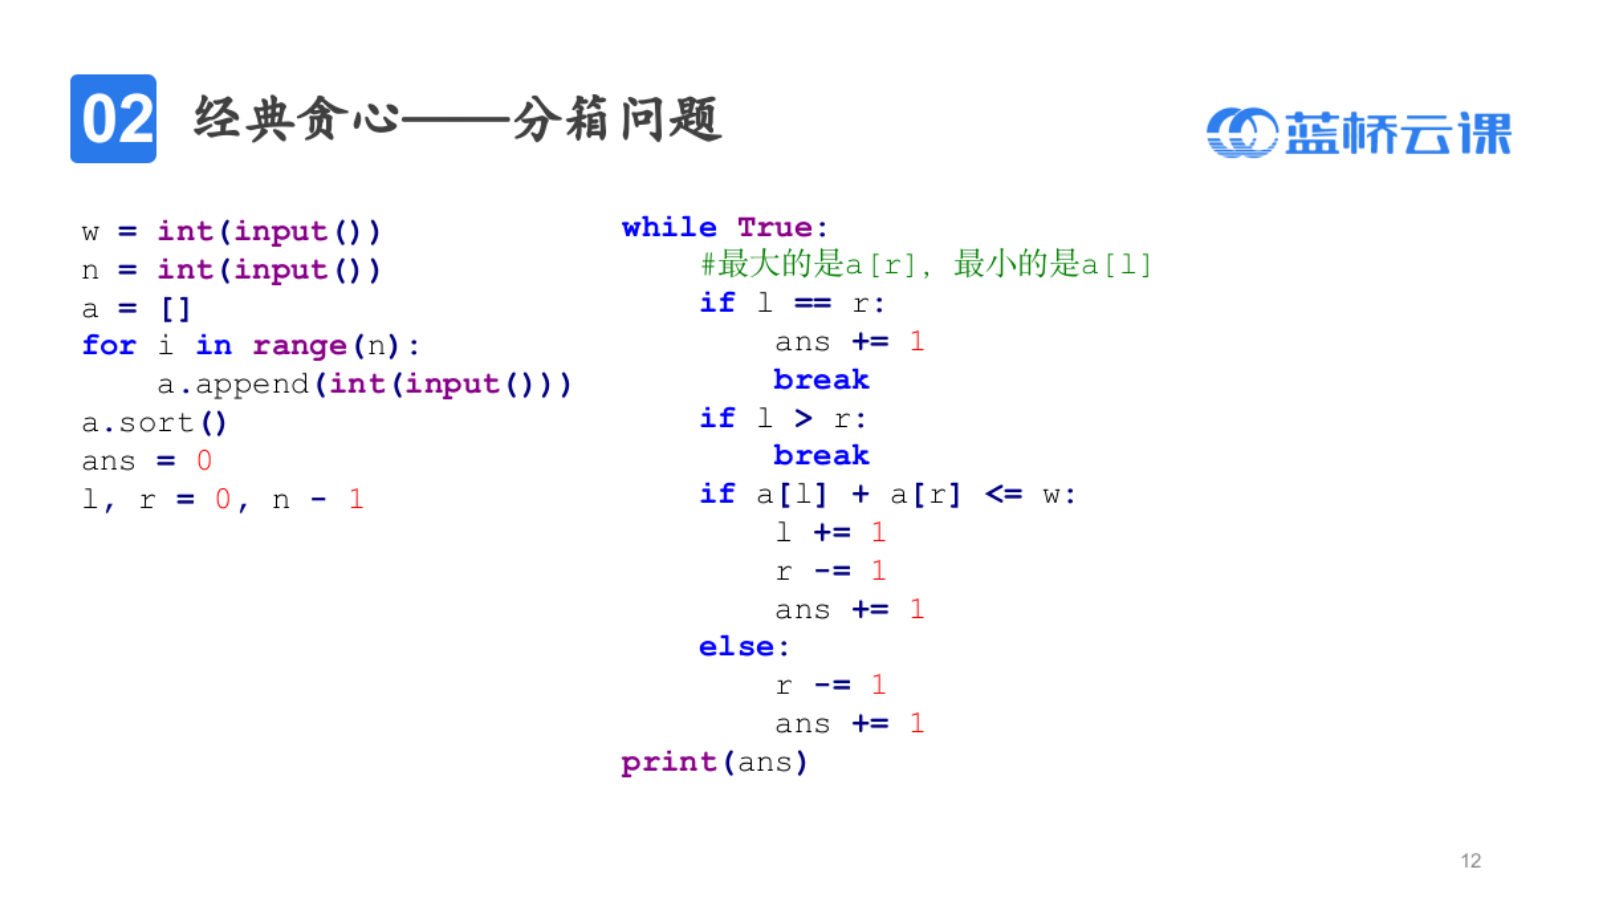 02 经典贪心——分箱问题
蓝桥云课
w = int(input())
n = int(input())
a = []
for i in range(n):
    a.append(int(input()))
a.sort()
ans = 0
l, r = 0, n - 1
while True:
    #最大的是a[r], 最小的是a[l]
    if l == r:
        ans += 1
        break
    if l > r:
        break
    if a[l] + a[r] <= w:
        l += 1
        r -= 1
        ans += 1
    else:
        r -= 1
        ans += 1
print(ans)
12